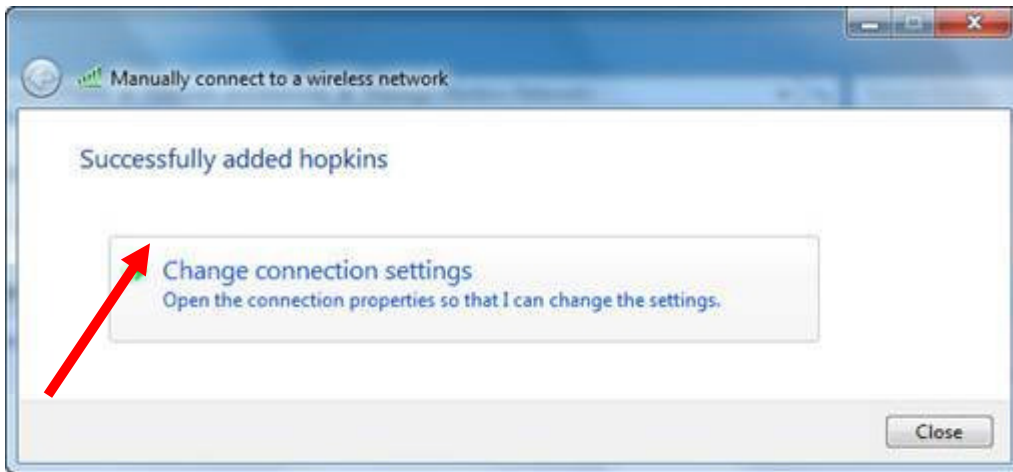 Manually connect to a wireless network
Successfully added hopkins
Change connection settings
Open the connection properties so that I can change the settings.
Close